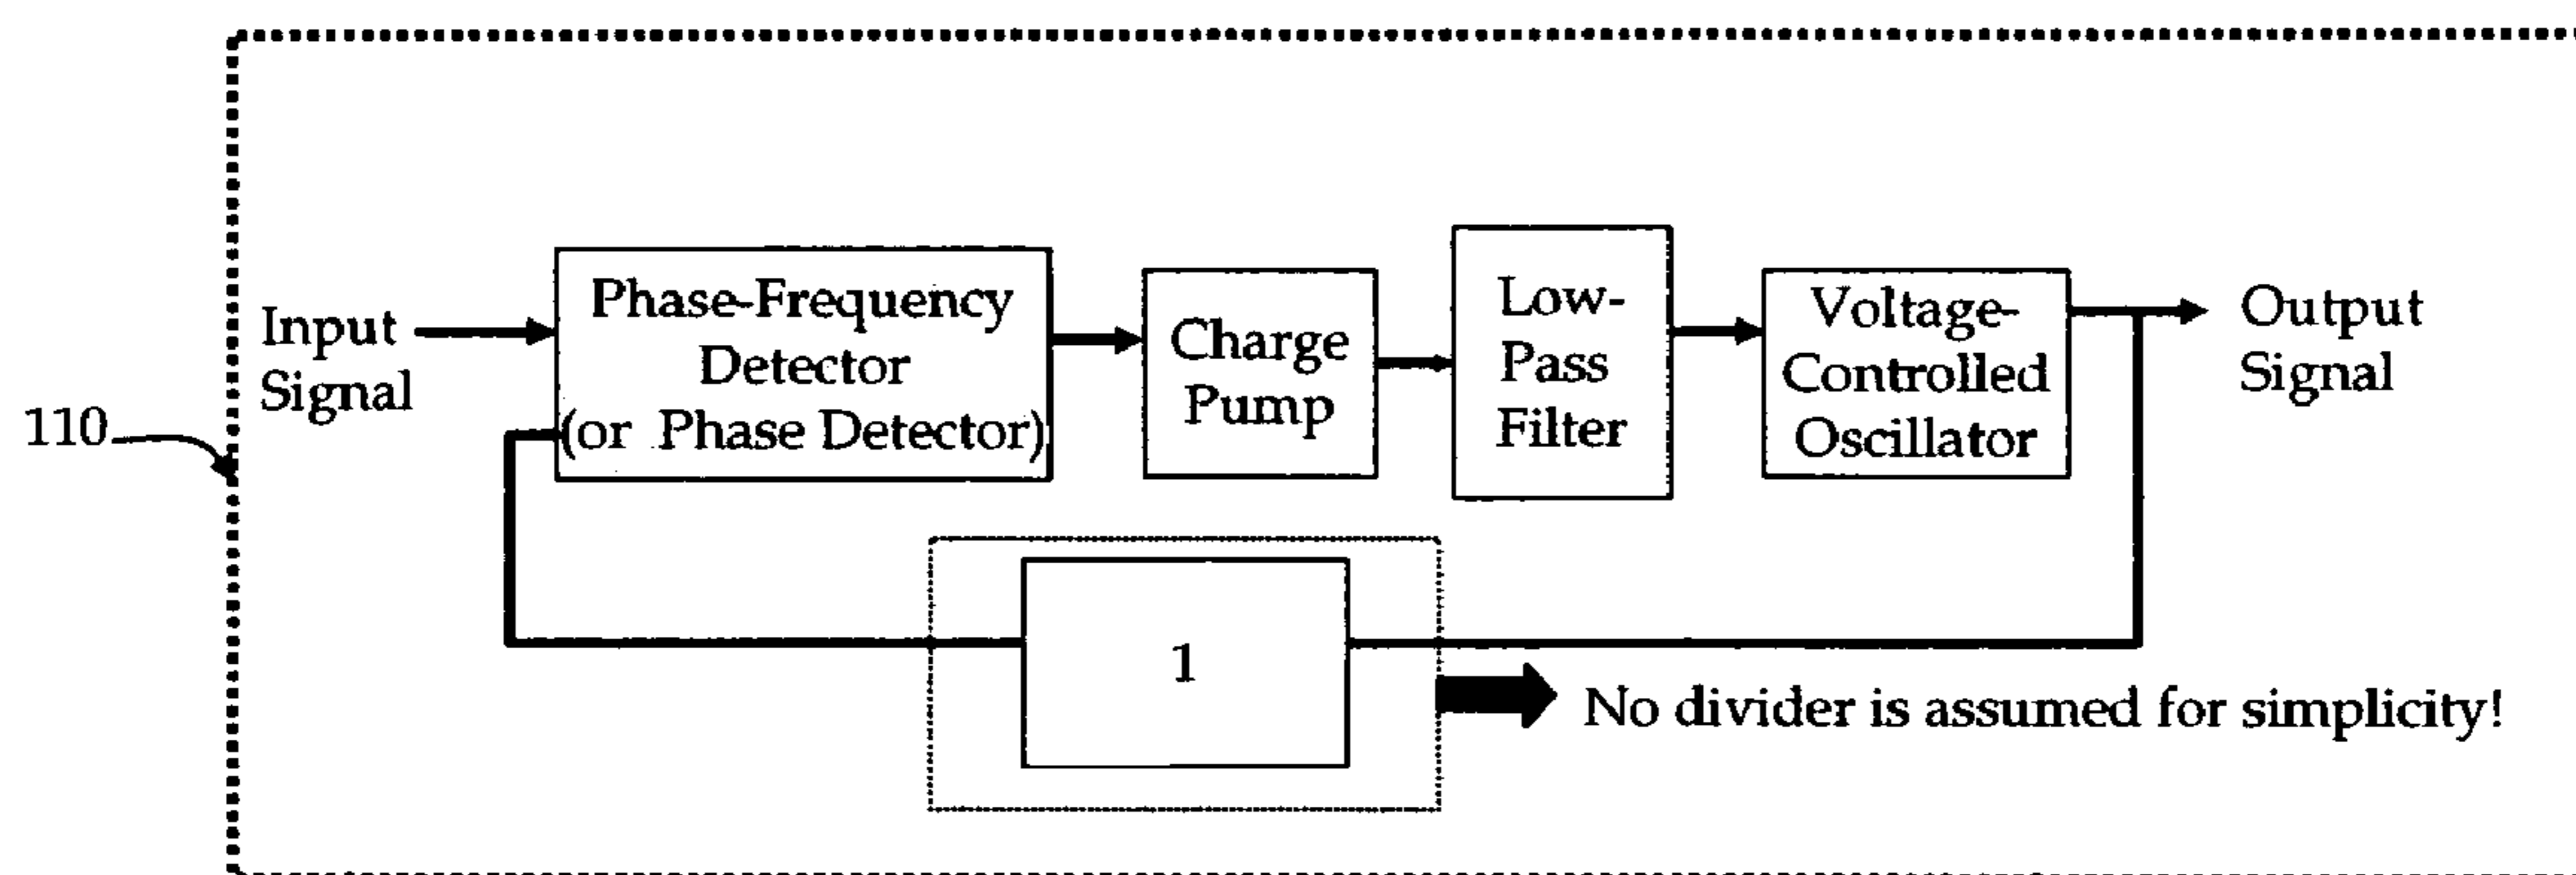 Input
Signal
Phase-Frequency
Detector
(or Phase Detector)
Charge
Pump
Low-
Pass
Filter
Voltage-
Controlled
Oscillator
Output
Signal
110
1
No divider is assumed for simplicity!